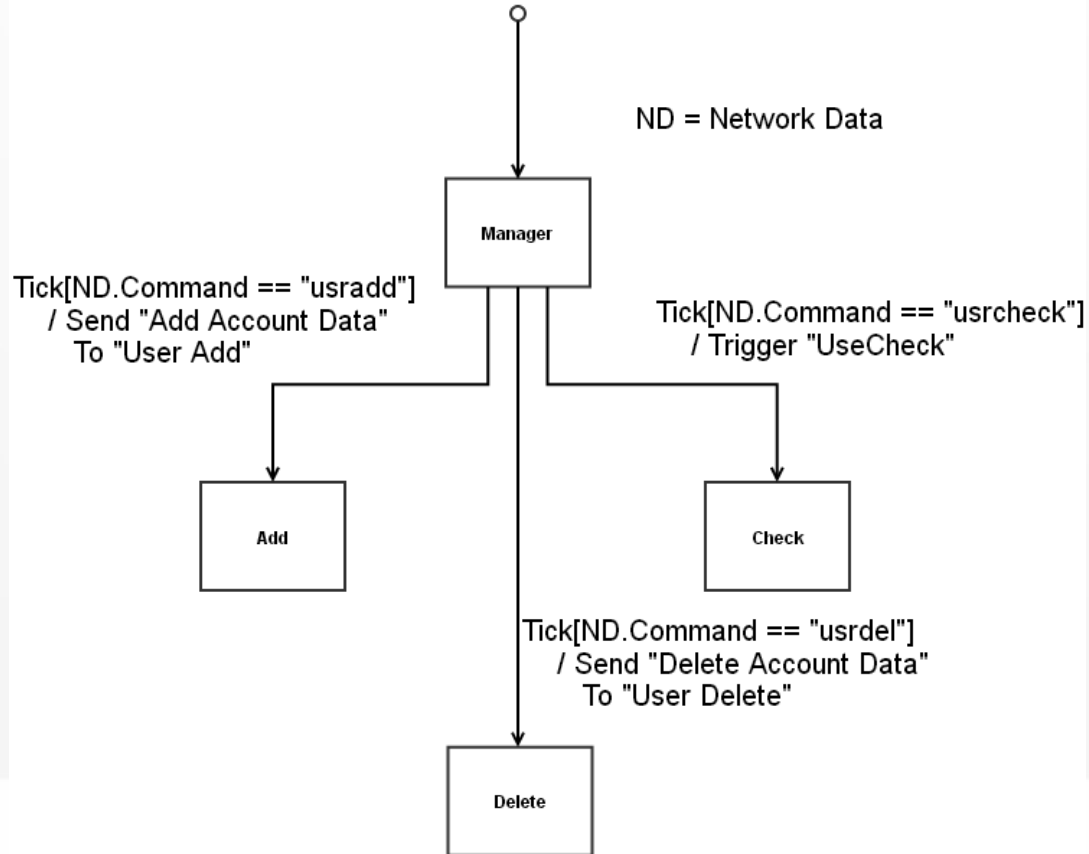 ND = Network Data
Manager
Tick[ND.Command == "usradd"]
/ Send "Add Account Data"
To "User Add"
Tick[ND.Command == "usrcheck"]
/ Trigger "UseCheck"
Add
Check
Tick[ND.Command == "usrdel"]
/ Send "Delete Account Data"
To "User Delete"
Delete